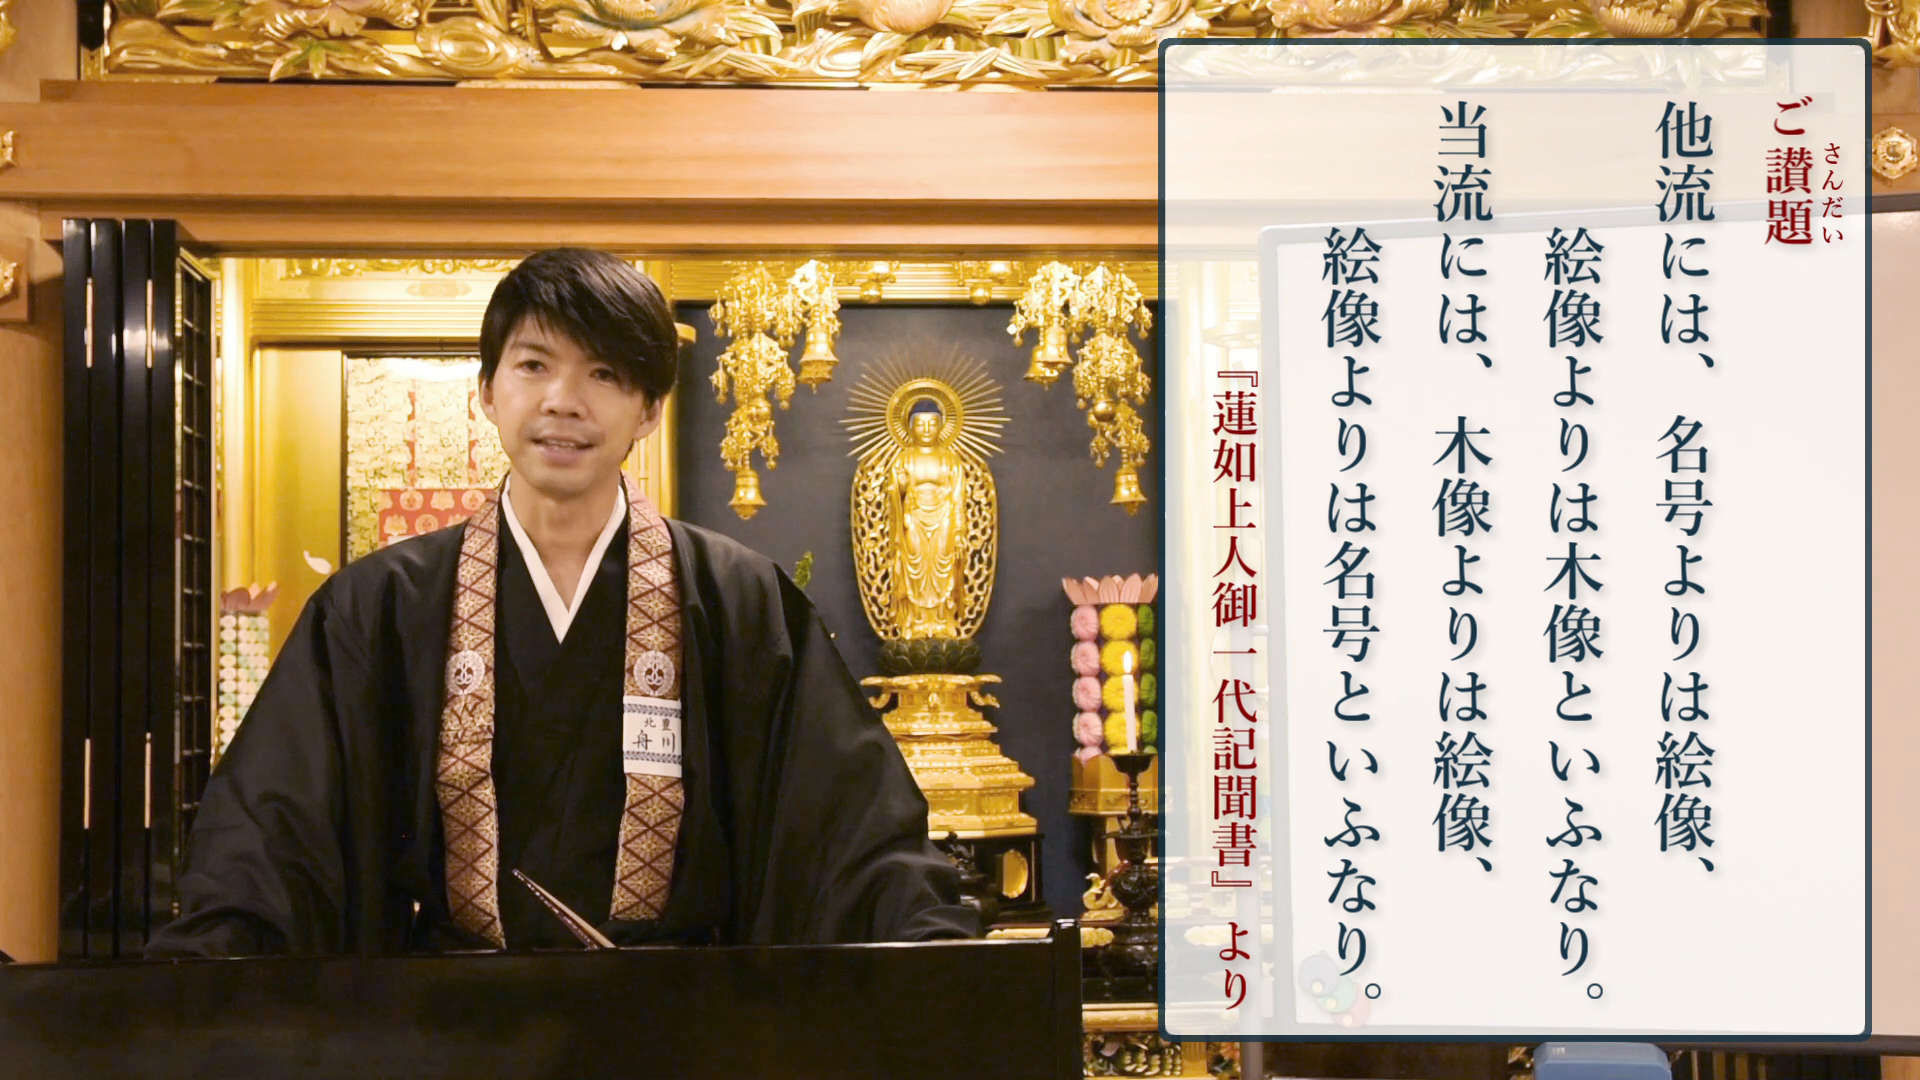 ご讃題
さんだい
他流には、名号よりは絵像、
絵像よりは木像といふなり。
当流には、木像よりは絵像、
絵像よりは名号といふなり。
『蓮如上人御一代記聞書』より
豊川
北舟